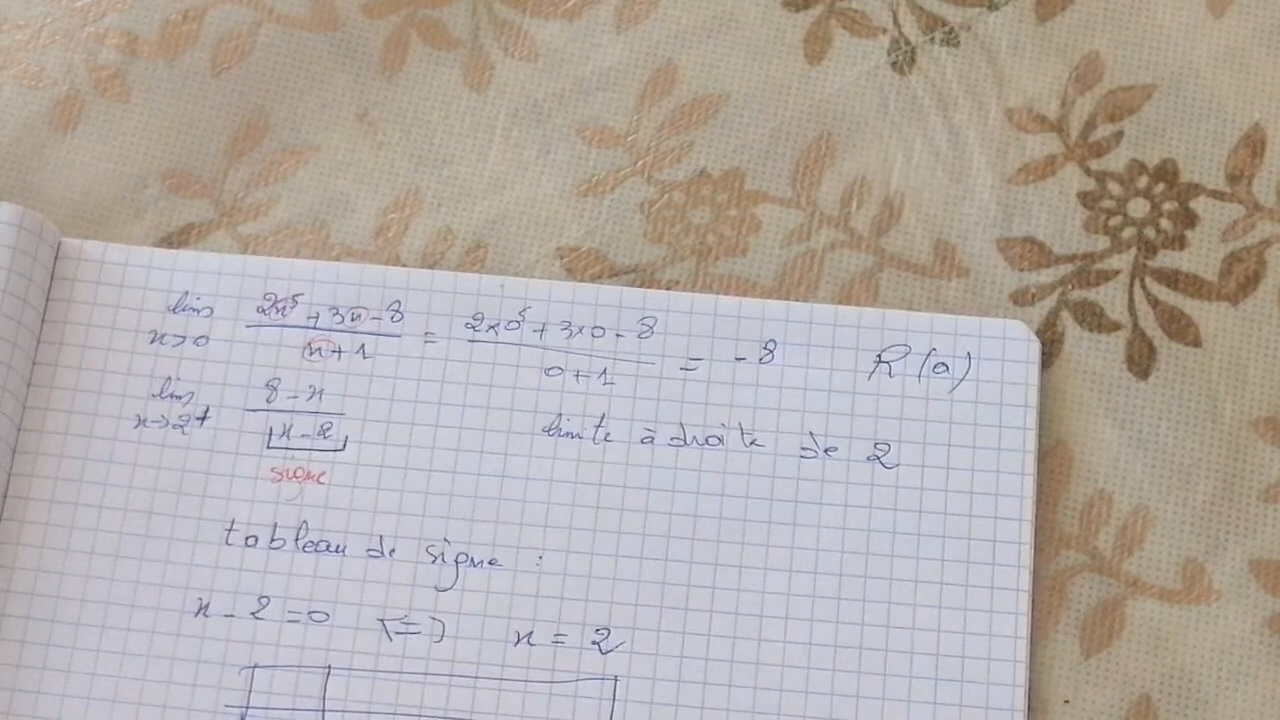 lim x→0 (2x⁵ + 3x - 8)/(x + 1) = (2×0⁵ + 3×0 - 8)/(0 + 1) = -8 R(a)
lim x→2⁺ (8 - x)/(x - 2) limite à droite de 2
signe
tableau de signe :
x - 2 = 0 <=> x = 2